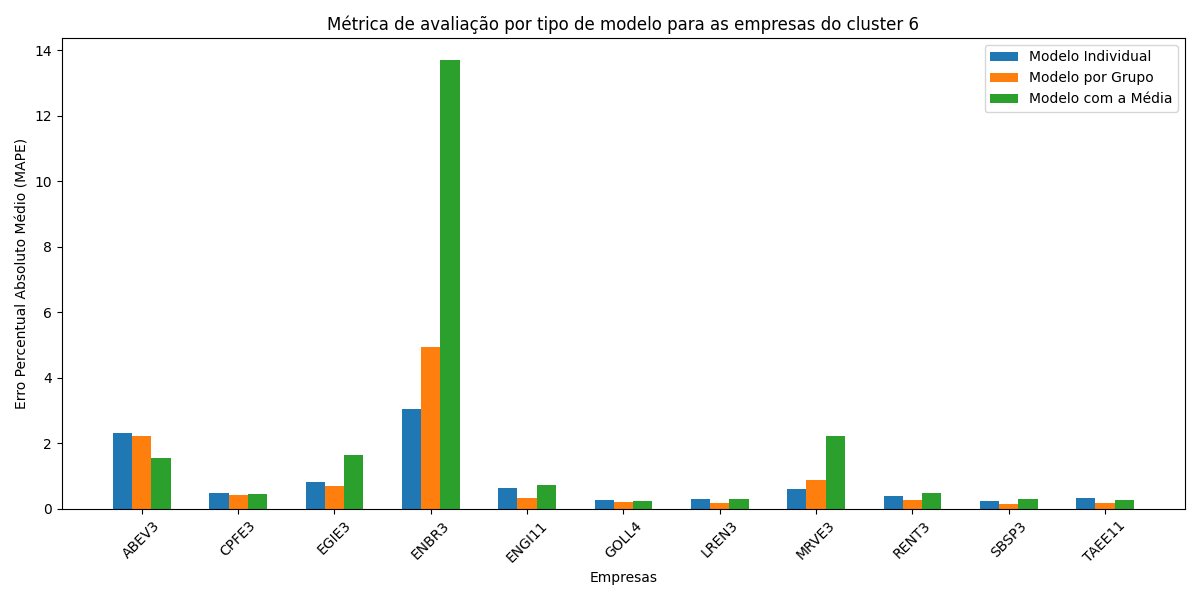 Métrica de avaliação por tipo de modelo para as empresas do cluster 6
Modelo Individual
Modelo por Grupo
Modelo com a Média
Erro Percentual Absoluto Médio (MAPE)
14
12
10
8
6
4
2
0
ABEV3
CPFE3
EGIE3
ENBR3
ENGI11
GOLL4
LREN3
MRVE3
RENT3
SBSP3
TAEE11
Empresas